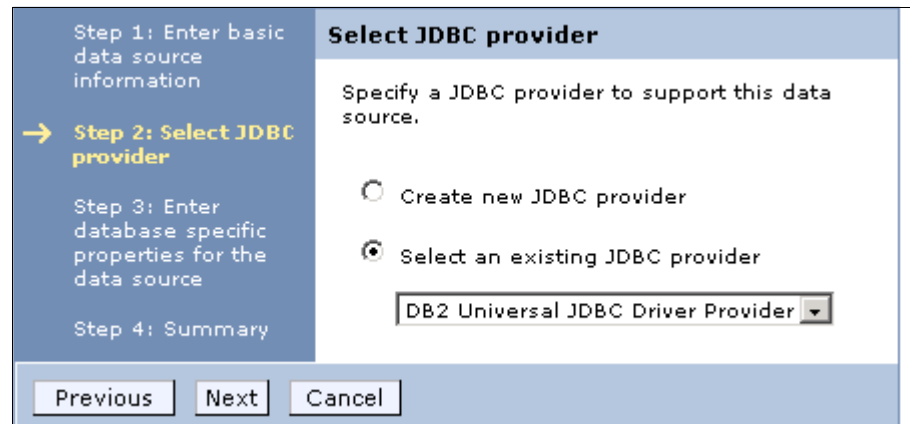 Step 1: Enter basic
data source
information
Step 2: Select JDBC
provider
Step 3: Enter
database specific
properties for the
data source
Step 4: Summary
Select JDBC provider
Specify a JDBC provider to support this data
source.
Create new JDBC provider
Select an existing JDBC provider
DB2 Universal JDBC Driver Provider
Previous Next Cancel